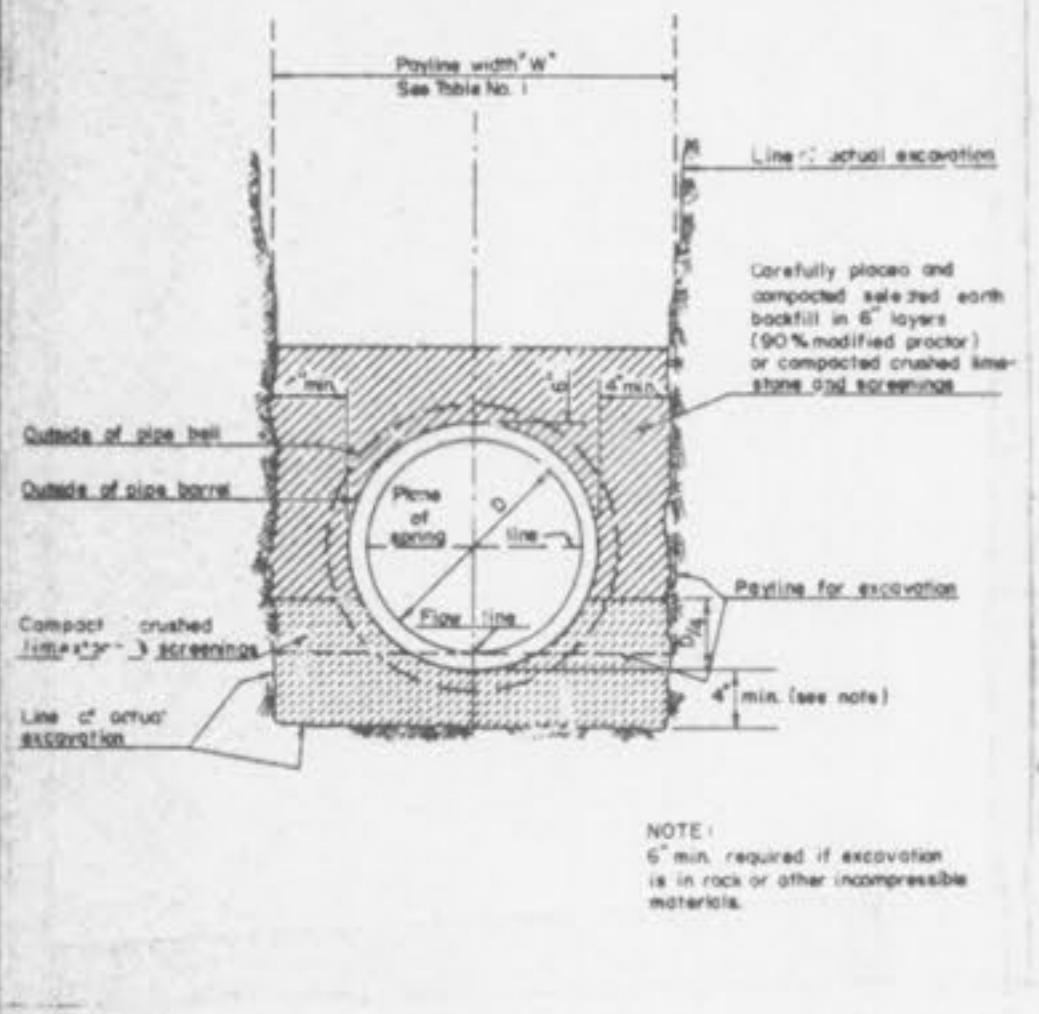 Payline width "W"
See Table No. 1
Line actual excavation
Carefully placed and
compacted selected earth
backfill in 6" layers
(90% modified proctor)
or compacted crushed lime-
stone and screenings
min.
4" min.
Outside of pipe bell
Outside of pipe barrel
Plane
of
spring line
D
Flow line
Payline for excavation
Compact crushed
screenings
D/4
4" min. (see note)
Line of actual
excavation
NOTE:
6" min. required if excavation
is in rock or other incompressible
materials.